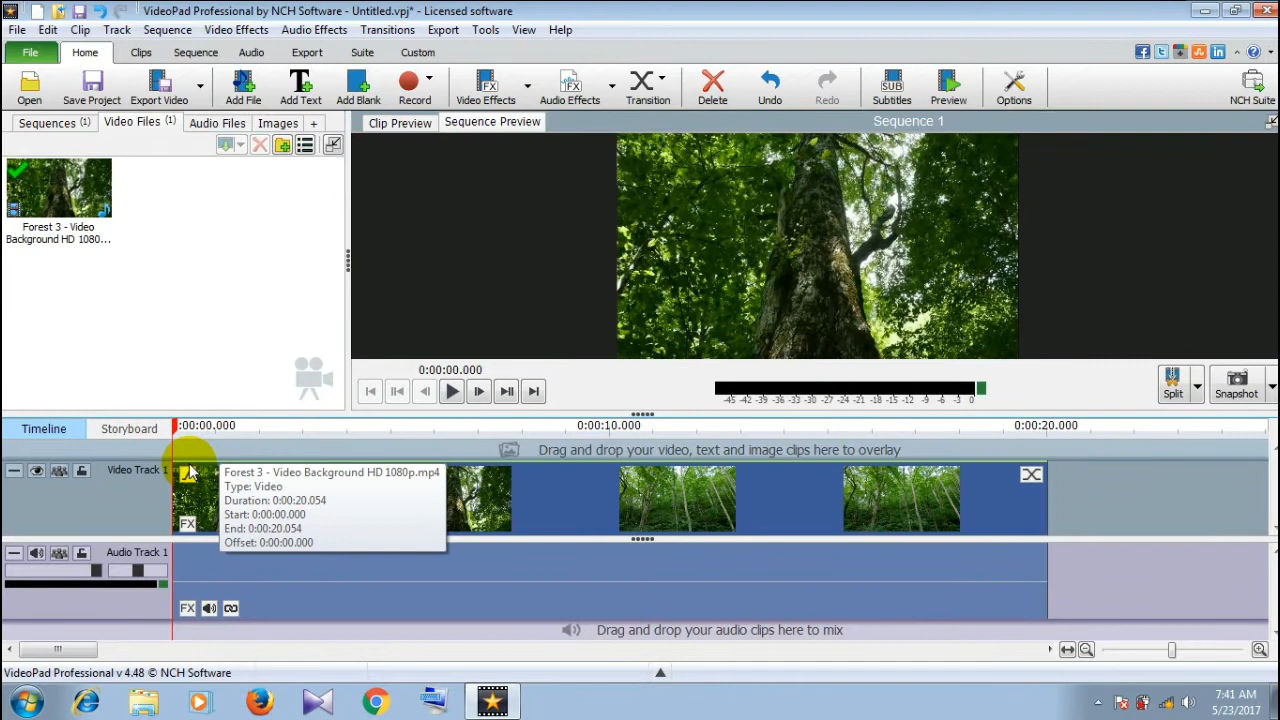 VideoPad Professional by NCH Software - Untitled.vpj* - Licensed software
File Edit Clip Track Sequence Video Effects Audio Effects Transitions Export Tools View Help
File Home Clips Sequence Audio Export Suite Custom
Open Save Project Export Video Add File Add Text Add Blank Record Video Effects Audio Effects Transition Delete Undo Redo Subtitles Preview Options NCH Suite
Sequences (1) Video Files (1) Audio Files Images +
Clip Preview Sequence Preview Sequence 1
Forest 3 - Video
Background HD 1080...
0:00:00.000
-45 -42 -39 -36 -33 -30 -27 -24 -21 -18 -15 -12 -9 -6 -3 0
Split Snapshot
Timeline Storyboard :00:00,000 0:00:10.000 0:00:20.000
Drag and drop your video, text and image clips here to overlay
Video Track 1
FX
Forest 3 - Video Background HD 1080p.mp4
Type: Video
Duration: 0:00:20.054
Start: 0:00:00.000
End: 0:00:20.054
Offset: 0:00:00.000
Audio Track 1
FX
Drag and drop your audio clips here to mix
VideoPad Professional v 4.48 © NCH Software
7:41 AM
5/23/2017